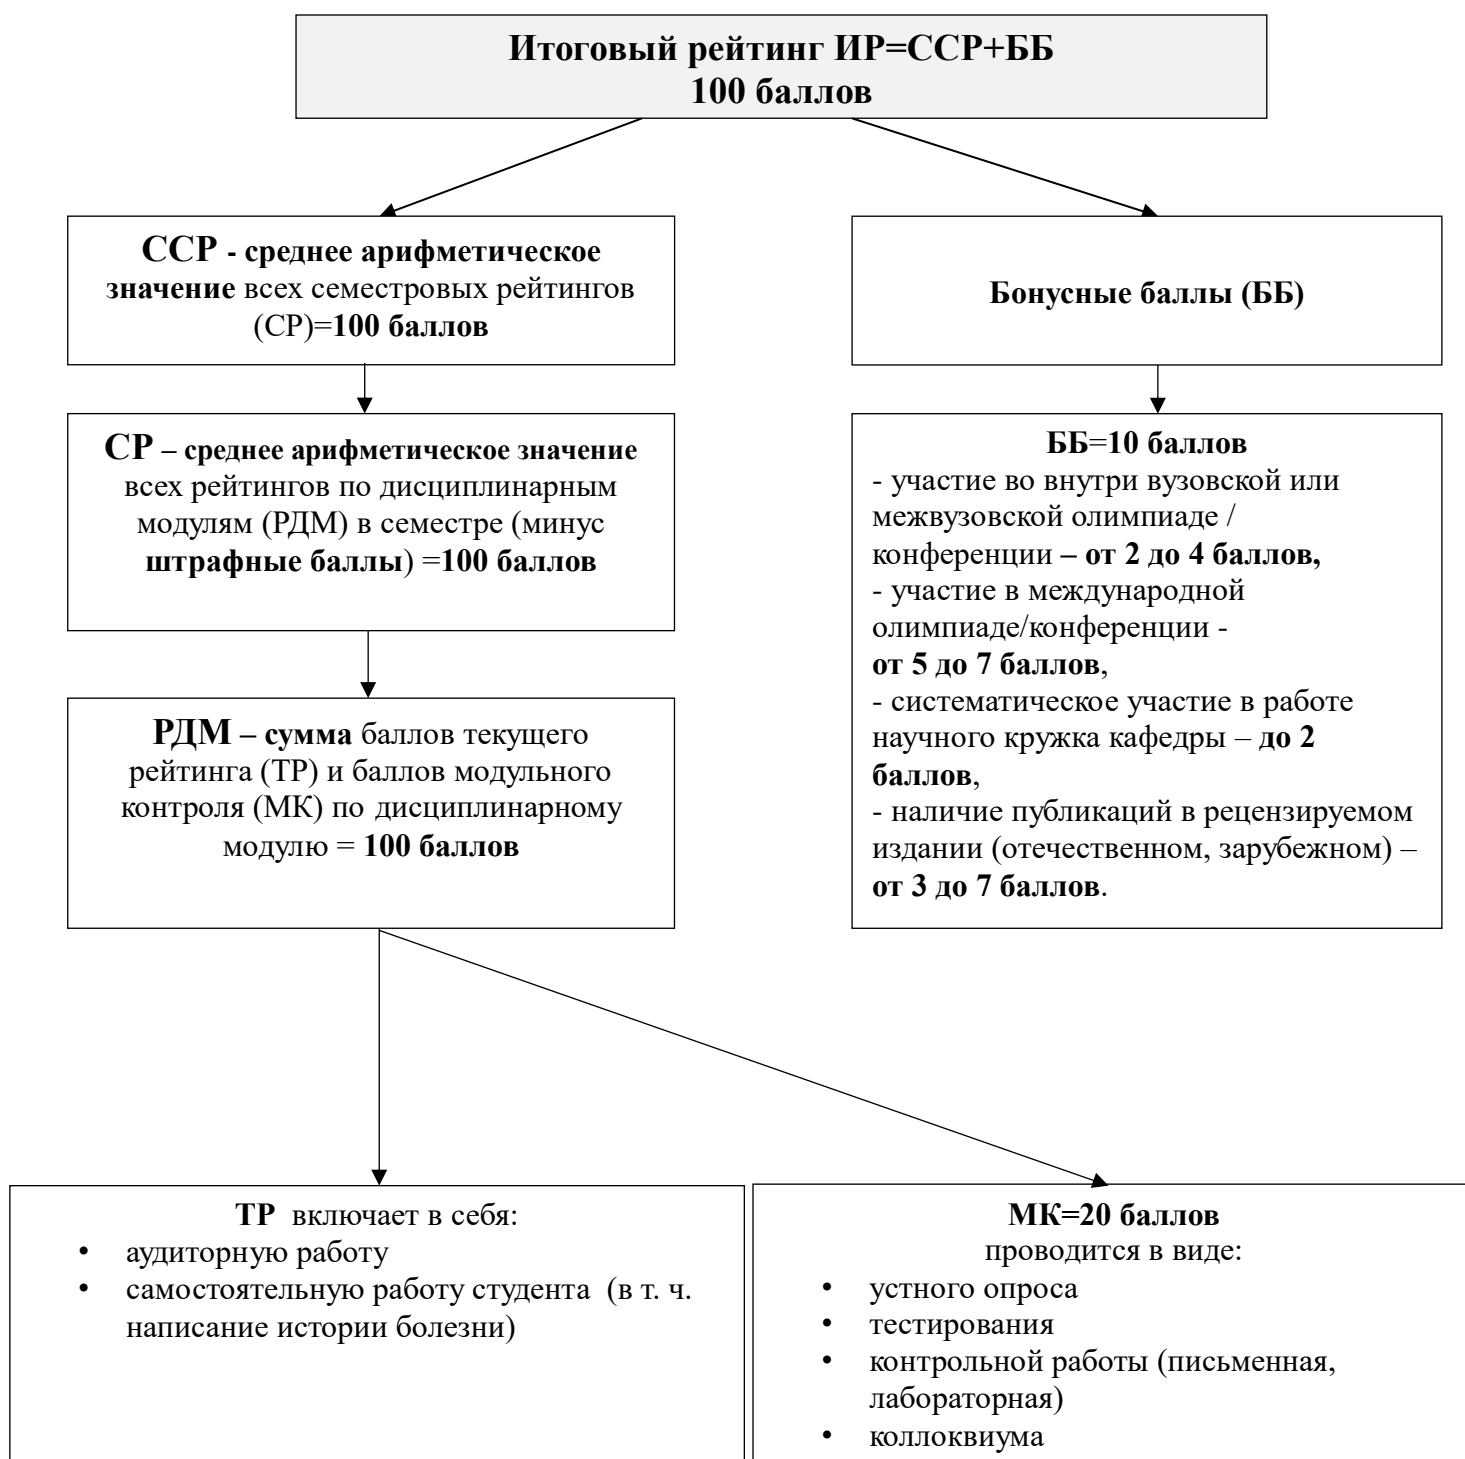 Итоговый рейтинг ИР=ССР+ББ
100 баллов
ССР - среднее арифметическое
значение всех семестровых рейтингов
(СР)=100 баллов
Бонусные баллы (ББ)
СР – среднее арифметическое значение
всех рейтингов по дисциплинарным
модулям (РДМ) в семестре (минус
штрафные баллы) =100 баллов
ББ=10 баллов
- участие во внутри вузовской или
межвузовской олимпиаде /
конференции – от 2 до 4 баллов,
- участие в международной
олимпиаде/конференции -
от 5 до 7 баллов,
- систематическое участие в работе
научного кружка кафедры – до 2
баллов,
- наличие публикаций в рецензируемом
издании (отечественном, зарубежном) –
от 3 до 7 баллов.
РДМ – сумма баллов текущего
рейтинга (ТР) и баллов модульного
контроля (МК) по дисциплинарному
модулю = 100 баллов
ТР включает в себя:
• аудиторную работу
• самостоятельную работу студента (в т. ч.
написание истории болезни)
МК=20 баллов
проводится в виде:
• устного опроса
• тестирования
• контрольной работы (письменная,
лабораторная)
• коллоквиума